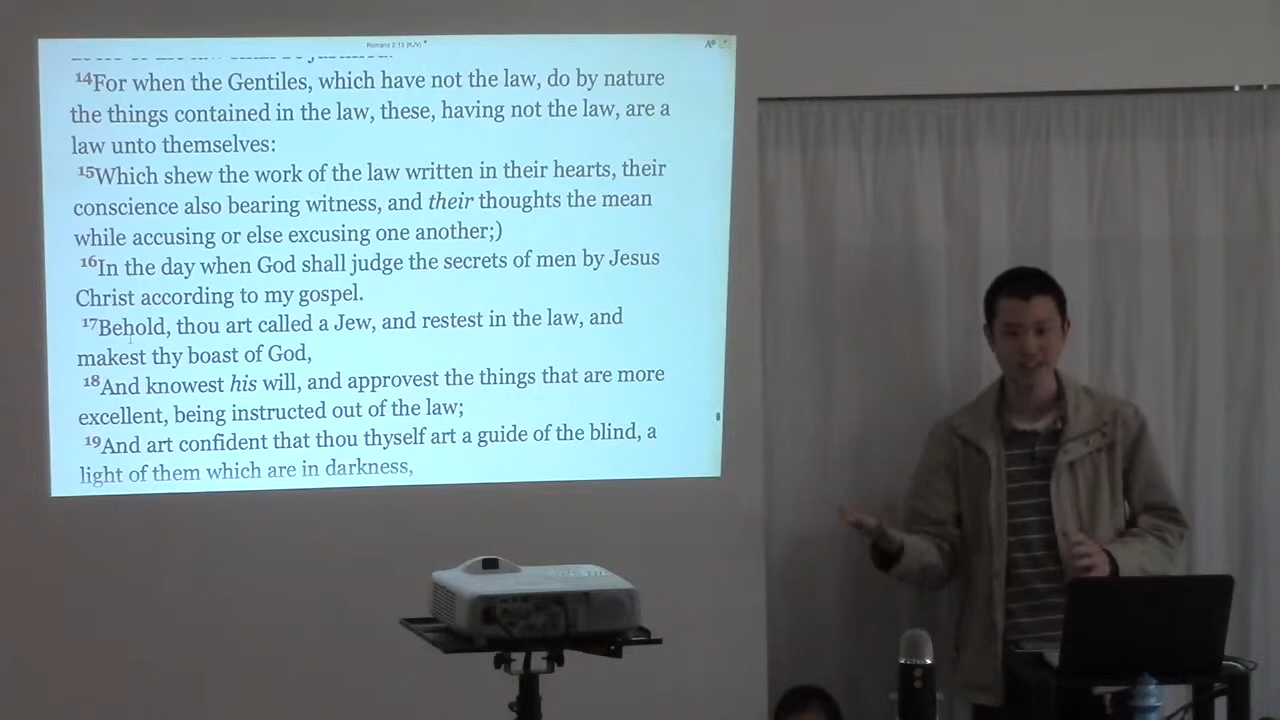 Romans 2:13 (KJV)
14For when the Gentiles, which have not the law, do by nature
the things contained in the law, these, having not the law, are a
law unto themselves:
15Which shew the work of the law written in their hearts, their
conscience also bearing witness, and their thoughts the mean
while accusing or else excusing one another;)
16In the day when God shall judge the secrets of men by Jesus
Christ according to my gospel.
17Behold, thou art called a Jew, and restest in the law, and
makest thy boast of God,
18And knowest his will, and approvest the things that are more
excellent, being instructed out of the law;
19And art confident that thou thyself art a guide of the blind, a
light of them which are in darkness,